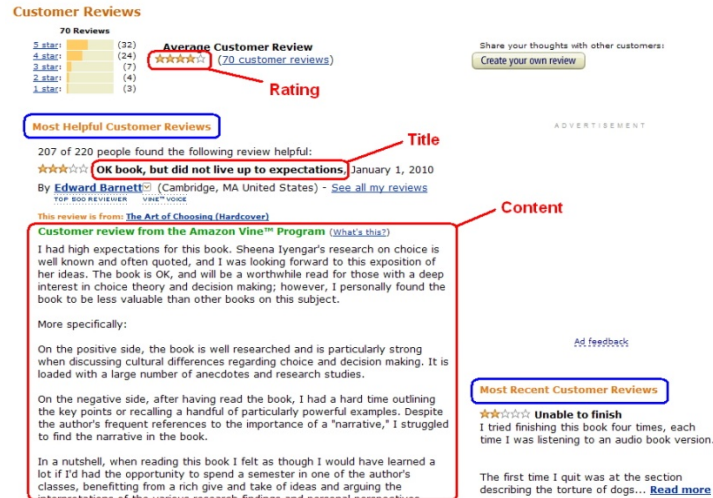 Customer Reviews
70 Reviews
5 star: (32)
4 star: (24)
3 star: (7)
2 star: (4)
1 star: (3)
Average Customer Review
(70 customer reviews)
Rating
Share your thoughts with other customers:
Create your own review
ADVERTISEMENT
Most Helpful Customer Reviews
207 of 220 people found the following review helpful:
Title
OK book, but did not live up to expectations, January 1, 2010
By Edward Barnett (Cambridge, MA United States) - See all my reviews
TOP 800 REVIEWER VINE™ VOICE
This review is from: The Art of Choosing (Hardcover)
Content
Customer review from the Amazon Vine™ Program (What's this?)
I had high expectations for this book. Sheena Iyengar's research on choice is
well known and often quoted, and I was looking forward to this exposition of
her ideas. The book is OK, and will be a worthwhile read for those with a deep
interest in choice theory and decision making; however, I personally found the
book to be less valuable than other books on this subject.
More specifically:
On the positive side, the book is well researched and is particularly strong
when discussing cultural differences regarding choice and decision making. It is
loaded with a large number of anecdotes and research studies.
On the negative side, after having read the book, I had a hard time outlining
the key points or recalling a handful of particularly powerful examples. Despite
the author's frequent references to the importance of a "narrative," I struggled
to find the narrative in the book.
In a nutshell, when reading this book I felt as though I would have learned a
lot if I'd had the opportunity to spend a semester in one of the author's
classes, benefitting from a rich give and take of ideas and arguing the
interpretations of the various research findings and personal perspectives
Ad feedback
Most Recent Customer Reviews
Unable to finish
I tried finishing this book four times, each
time I was listening to an audio book version.
The first time I quit was at the section
describing the torture of dogs... Read more